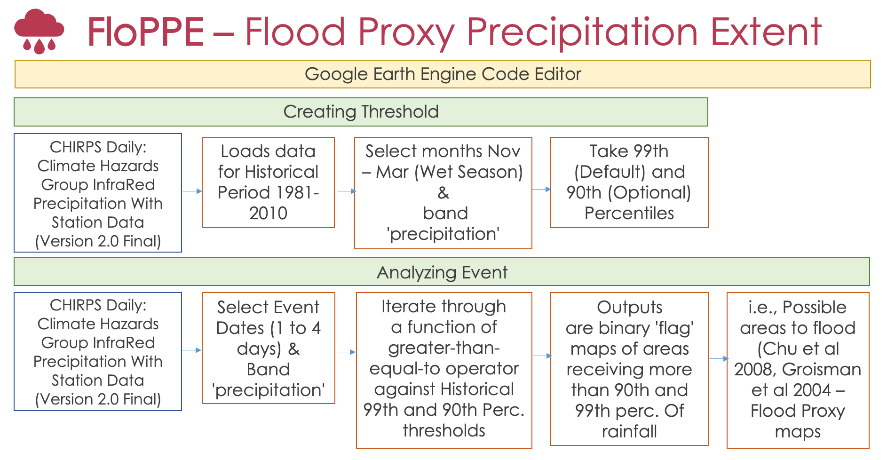 FloPPE – Flood Proxy Precipitation Extent
Google Earth Engine Code Editor
Creating Threshold
CHIRPS Daily:
Climate Hazards
Group InfraRed
Precipitation With
Station Data
(Version 2.0 Final)
Loads data
for Historical
Period 1981-
2010
Select months Nov
– Mar (Wet Season)
&
band
'precipitation'
Take 99th
(Default) and
90th (Optional)
Percentiles
Analyzing Event
CHIRPS Daily:
Climate Hazards
Group InfraRed
Precipitation With
Station Data
(Version 2.0 Final)
Select Event
Dates (1 to 4
days) &
Band
'precipitation'
Iterate through
a function of
greater-than-
equal-to operator
against Historical
99th and 90th Perc.
thresholds
Outputs
are binary 'flag'
maps of areas
receiving more
than 90th and
99th perc. Of
rainfall
i.e., Possible
areas to flood
(Chu et al
2008, Groisman
et al 2004 –
Flood Proxy
maps